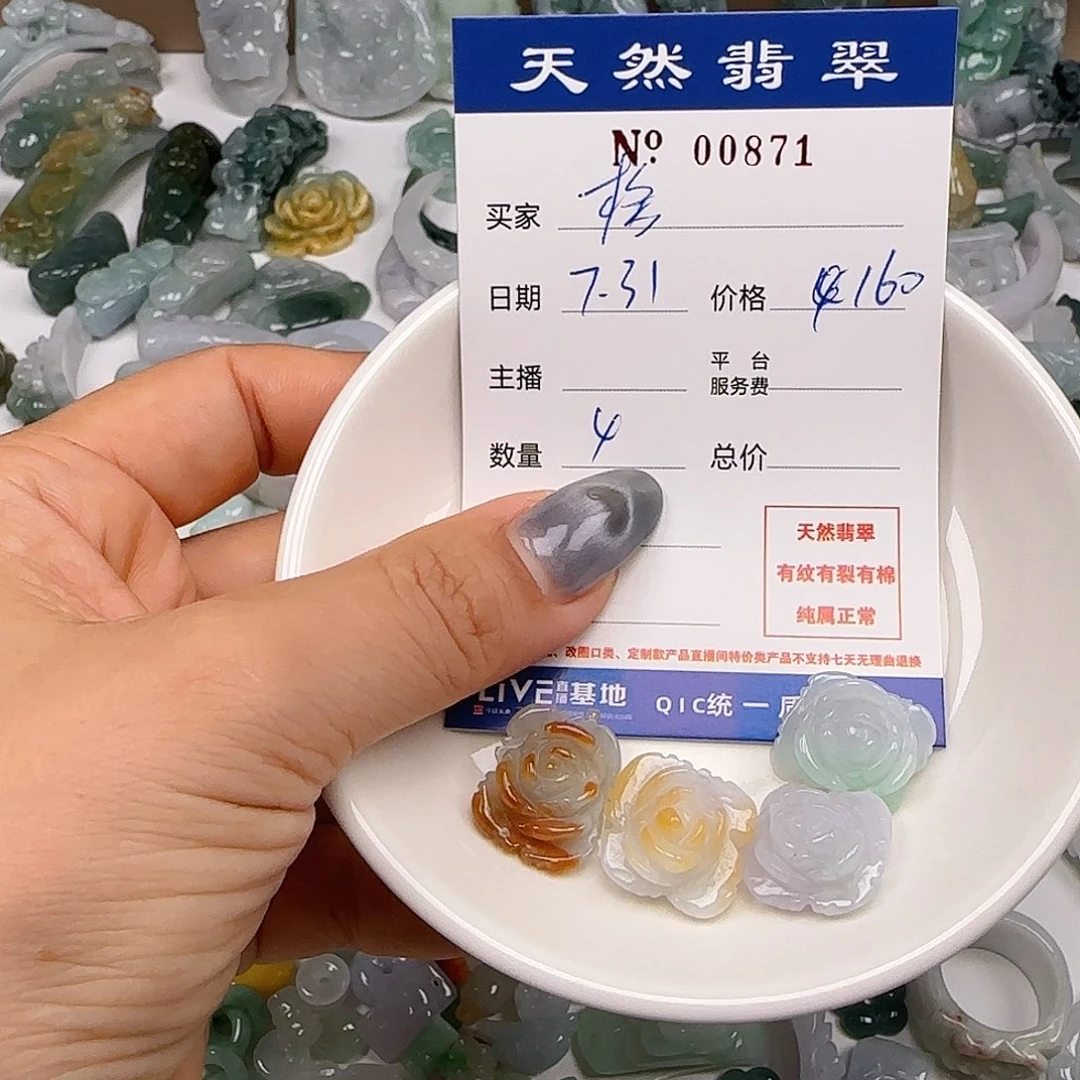 天然翡翠
Nº 00871
买家
日期 7-31 价格 160
主播 平台服务费
数量 4 总价
天然翡翠
有纹有裂有棉
纯属正常
、改圈口类、定制款产品直播间特价类产品不支持七天无理由退换
LIVE直播基地 QIC统一